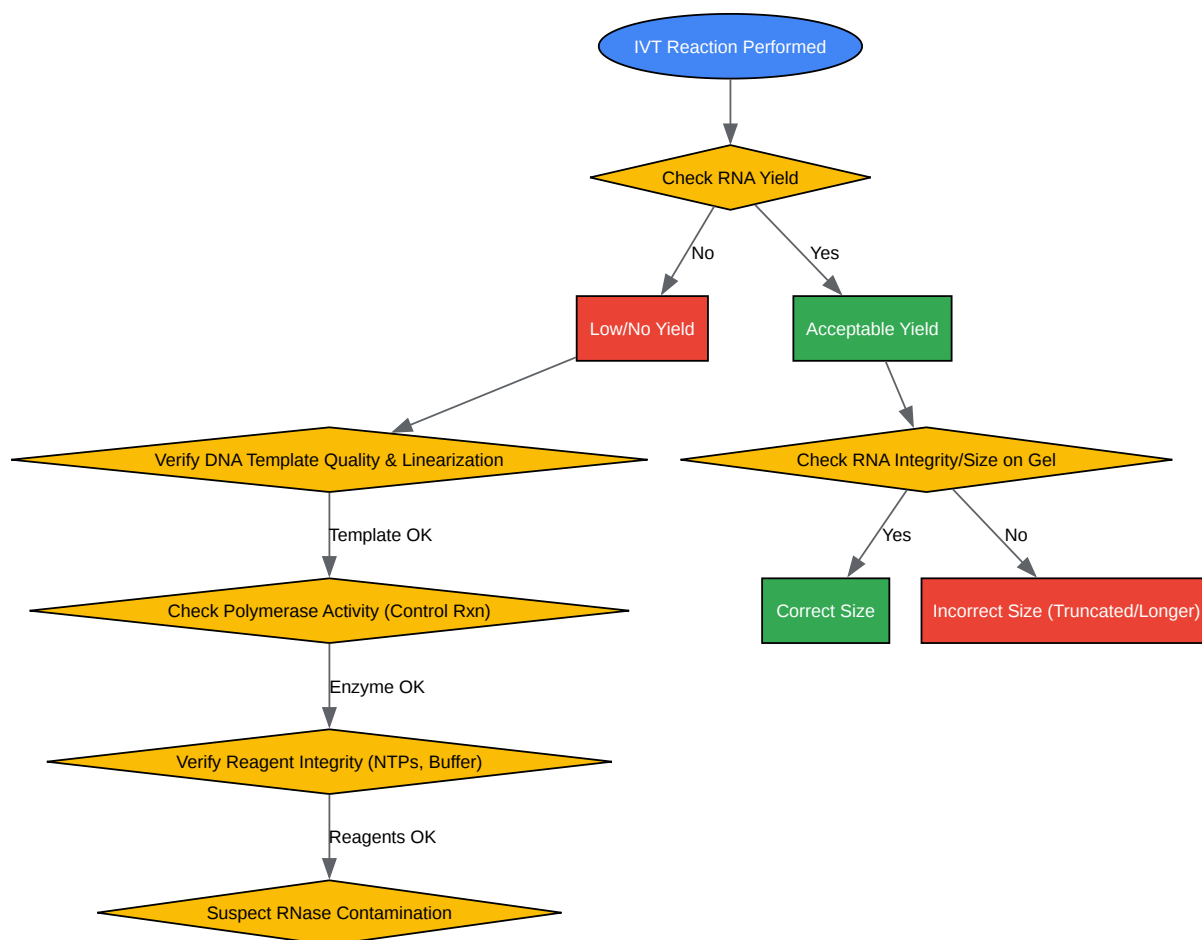 IVT Reaction Performed
Check RNA Yield
No
Yes
Low/No Yield
Acceptable Yield
Verify DNA Template Quality & Linearization
Check RNA Integrity/Size on Gel
Template OK
Yes
No
Check Polymerase Activity (Control Rxn)
Correct Size
Incorrect Size (Truncated/Longer)
Enzyme OK
Verify Reagent Integrity (NTPs, Buffer)
Reagents OK
Suspect RNase Contamination